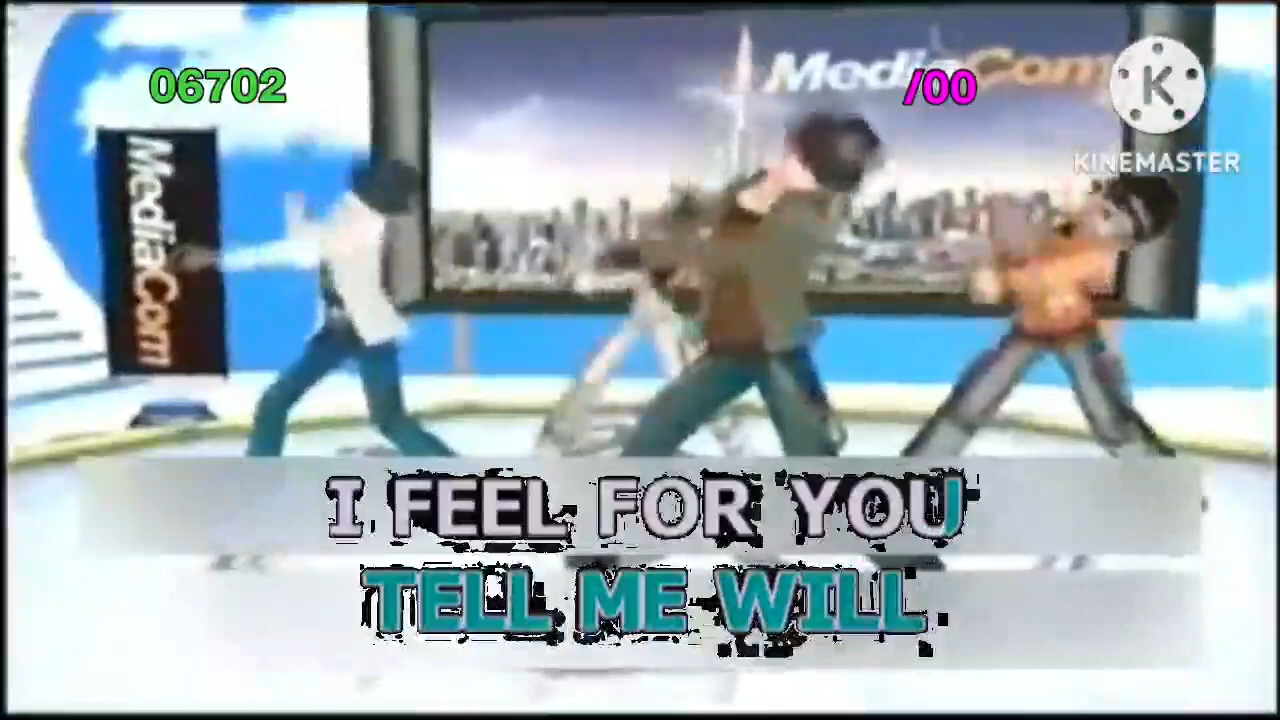 06702
/00
MediaCom
K
KINEMASTER
MediaCom
I FEEL FOR YOU
TELL ME WILL